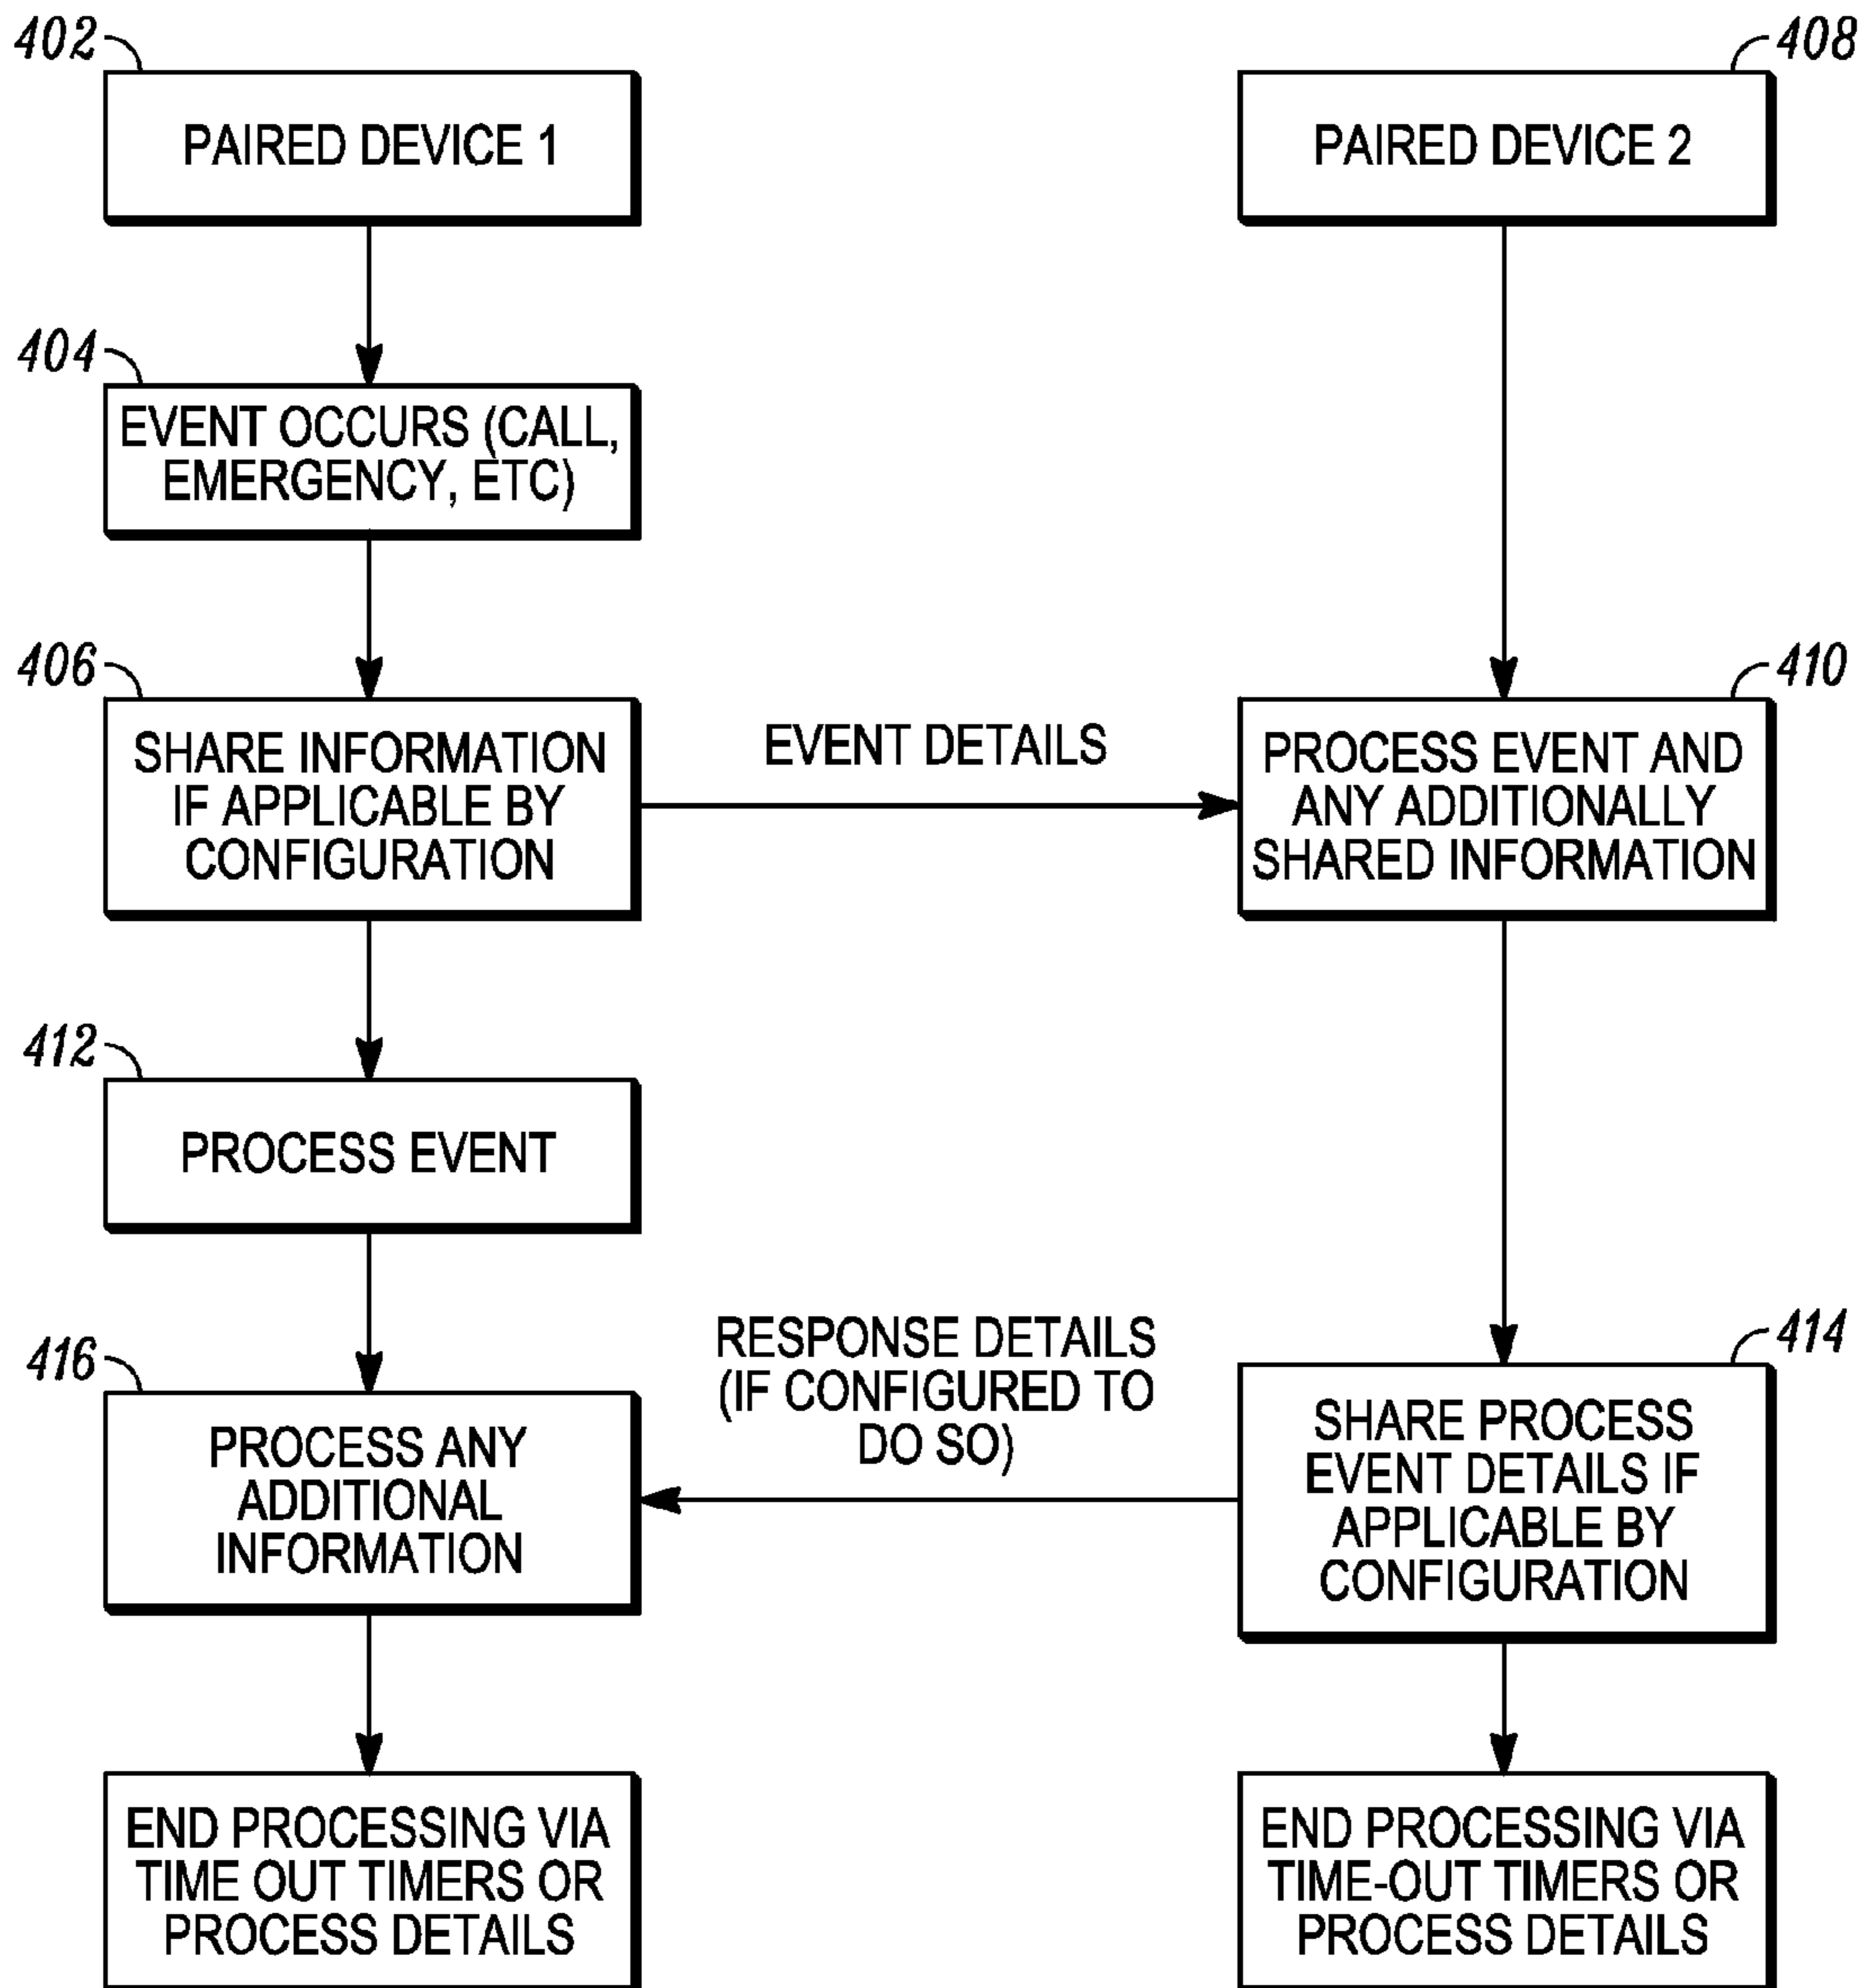 402
PAIRED DEVICE 1
408
PAIRED DEVICE 2
404
EVENT OCCURS (CALL,
EMERGENCY, ETC)
406
SHARE INFORMATION
IF APPLICABLE BY
CONFIGURATION
EVENT DETAILS
410
PROCESS EVENT AND
ANY ADDITIONALLY
SHARED INFORMATION
412
PROCESS EVENT
416
PROCESS ANY
ADDITIONAL
INFORMATION
RESPONSE DETAILS
(IF CONFIGURED TO
DO SO)
414
SHARE PROCESS
EVENT DETAILS IF
APPLICABLE BY
CONFIGURATION
END PROCESSING VIA
TIME OUT TIMERS OR
PROCESS DETAILS
END PROCESSING VIA
TIME-OUT TIMERS OR
PROCESS DETAILS